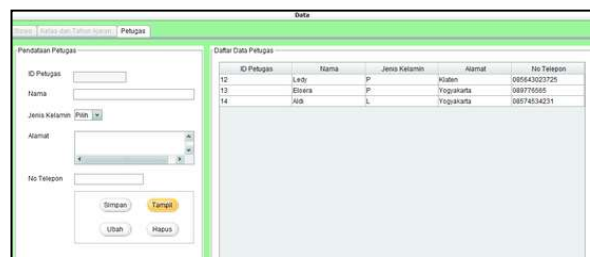 Data
Siswa Kelas dan Tahun Ajaran Petugas
Pendataan Petugas
ID Petugas
Nama
Jenis Kelamin Pilih
Alamat
No Telepon
Simpan Tampil
Ubah Hapus
Daftar Data Petugas
ID Petugas Nama Jenis Kelamin Alamat No Telepon
12 Ledy P Klaten 085643023725
13 Elsera P Yogyakarta 089776565
14 Aldi L Yogyakarta 08574534231